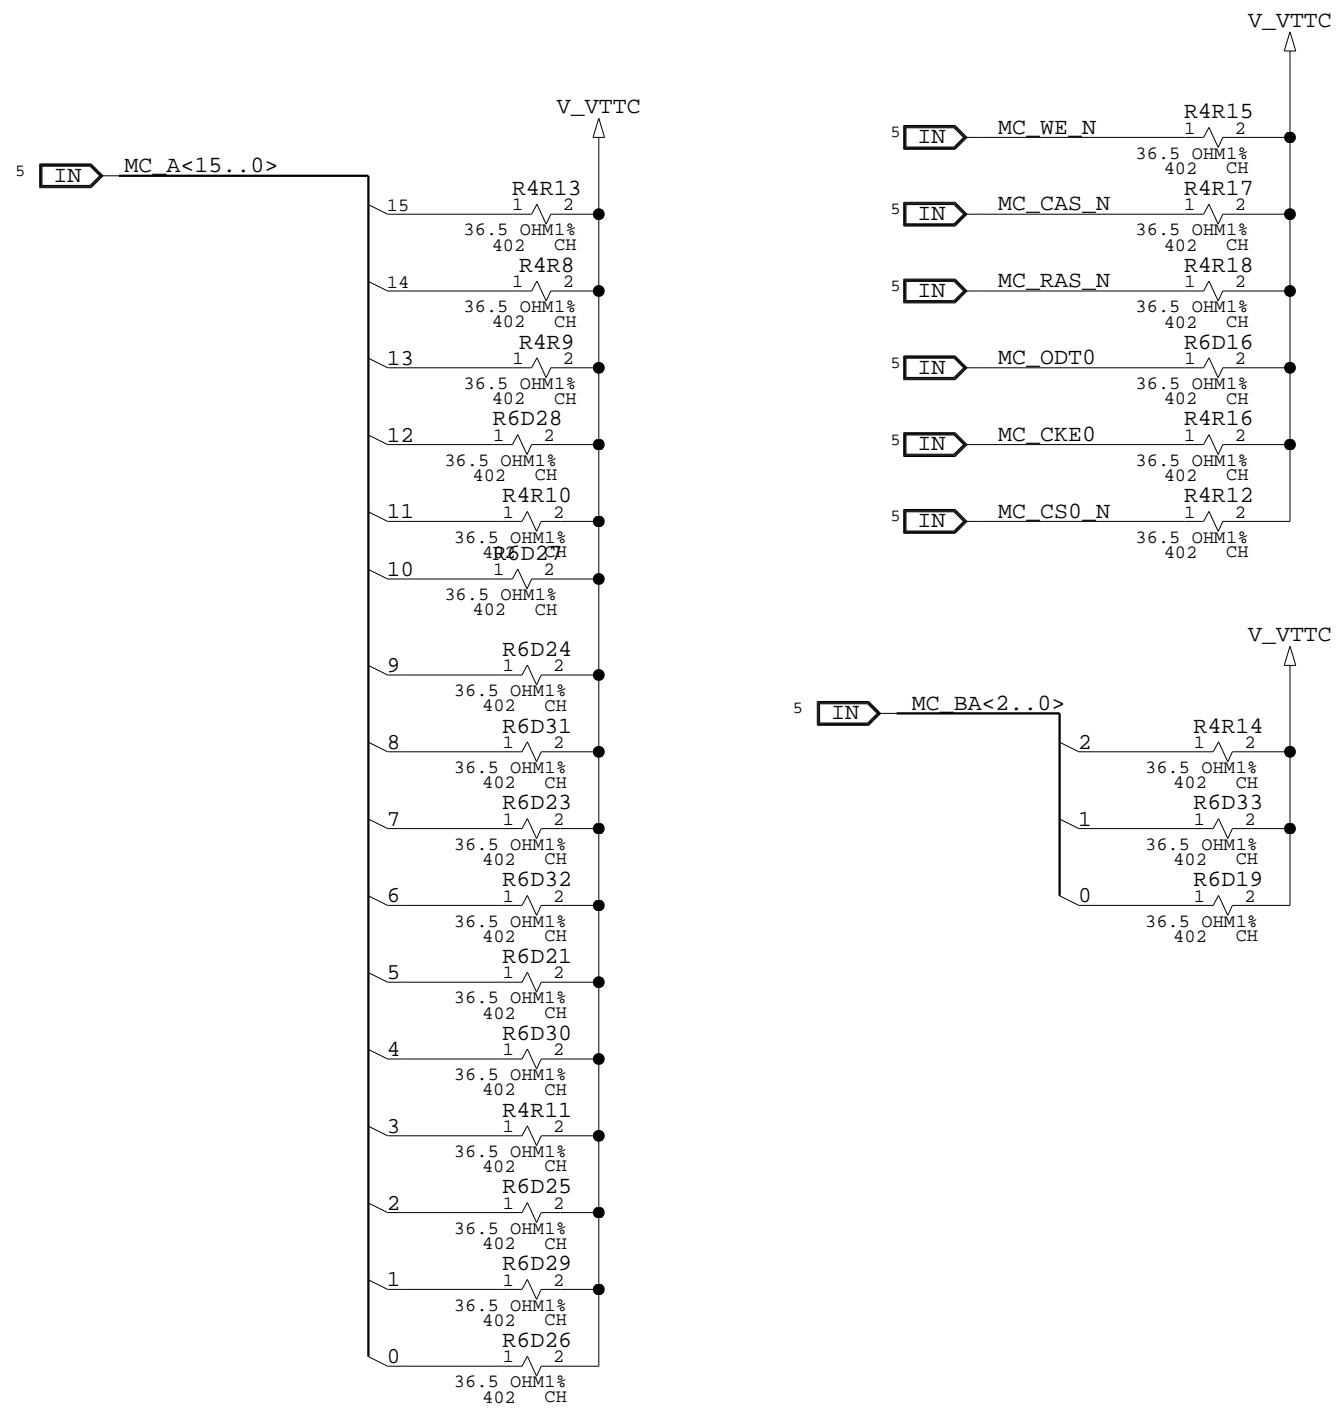 V_VTTC
5 IN MC_A<15..0>
15 R4R13 1 2
36.5 OHM1%
402 CH
14 R4R8 1 2
36.5 OHM1%
402 CH
13 R4R9 1 2
36.5 OHM1%
402 CH
12 R6D28 1 2
36.5 OHM1%
402 CH
11 R4R10 1 2
36.5 OHM1%
402 CH
10 R6D27 1 2
36.5 OHM1%
402 CH
9 R6D24 1 2
36.5 OHM1%
402 CH
8 R6D31 1 2
36.5 OHM1%
402 CH
7 R6D23 1 2
36.5 OHM1%
402 CH
6 R6D32 1 2
36.5 OHM1%
402 CH
5 R6D21 1 2
36.5 OHM1%
402 CH
4 R6D30 1 2
36.5 OHM1%
402 CH
3 R4R11 1 2
36.5 OHM1%
402 CH
2 R6D25 1 2
36.5 OHM1%
402 CH
1 R6D29 1 2
36.5 OHM1%
402 CH
0 R6D26 1 2
36.5 OHM1%
402 CH
V_VTTC
5 IN MC_WE_N R4R15 1 2
36.5 OHM1%
402 CH
5 IN MC_CAS_N R4R17 1 2
36.5 OHM1%
402 CH
5 IN MC_RAS_N R4R18 1 2
36.5 OHM1%
402 CH
5 IN MC_ODT0 R6D16 1 2
36.5 OHM1%
402 CH
5 IN MC_CKE0 R4R16 1 2
36.5 OHM1%
402 CH
5 IN MC_CS0_N R4R12 1 2
36.5 OHM1%
402 CH
V_VTTC
5 IN MC_BA<2..0>
2 R4R14 1 2
36.5 OHM1%
402 CH
1 R6D33 1 2
36.5 OHM1%
402 CH
0 R6D19 1 2
36.5 OHM1%
402 CH